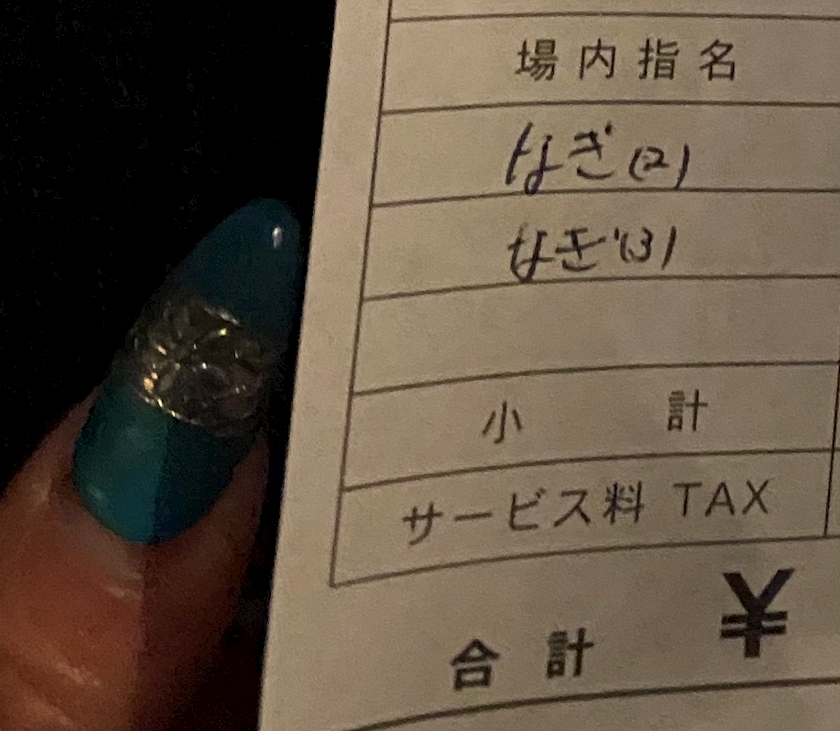 場内指名
なぎ(2)
なぎ(3)
小計
サービス料 TAX
合計 ¥